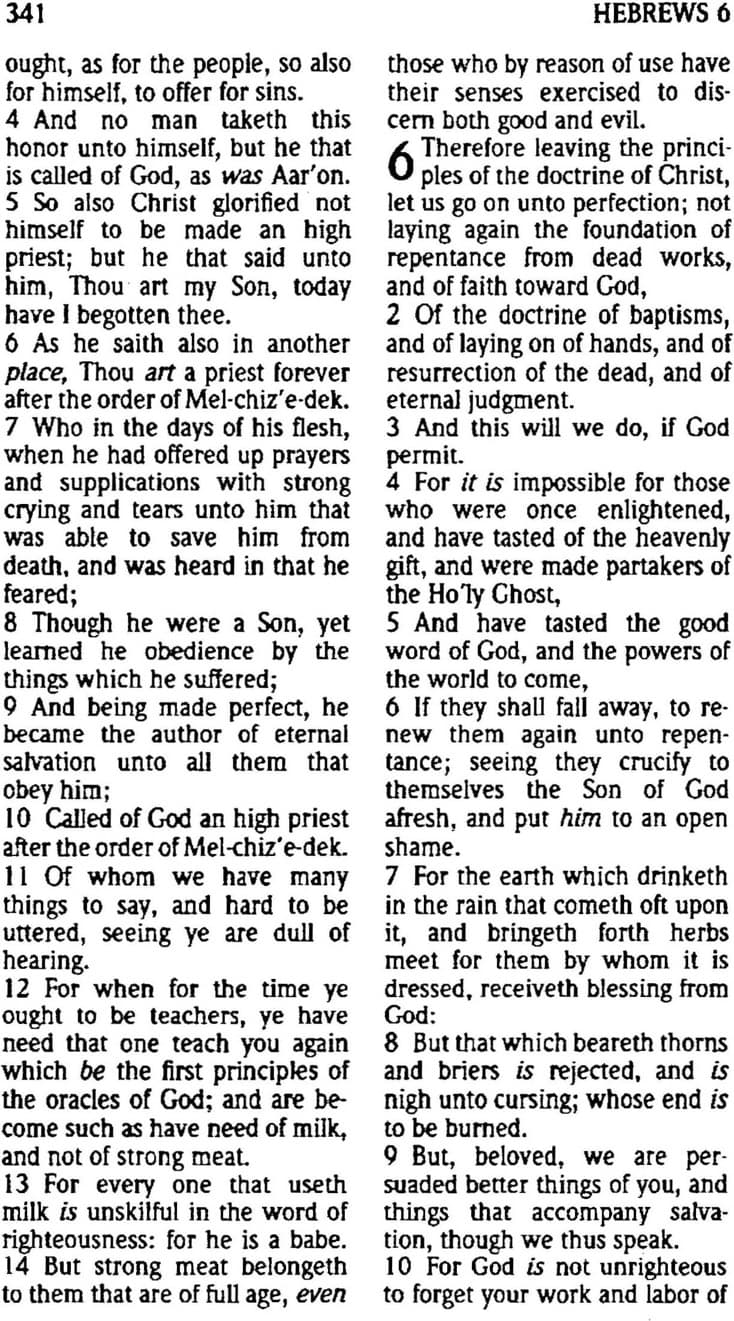 341
HEBREWS 6
ought, as for the people, so also
for himself, to offer for sins.
4 And no man taketh this
honor unto himself, but he that
is called of God, as was Aar'on.
5 So also Christ glorified not
himself to be made an high
priest; but he that said unto
him, Thou art my Son, today
have I begotten thee.
6 As he saith also in another
place, Thou art a priest forever
after the order of Mel-chiz'e-dek.
7 Who in the days of his flesh,
when he had offered up prayers
and supplications with strong
crying and tears unto him that
was able to save him from
death, and was heard in that he
feared;
8 Though he were a Son, yet
learned he obedience by the
things which he suffered;
9 And being made perfect, he
became the author of eternal
salvation unto all them that
obey him;
10 Called of God an high priest
after the order of Mel-chiz'e-dek.
11 Of whom we have many
things to say, and hard to be
uttered, seeing ye are dull of
hearing.
12 For when for the time ye
ought to be teachers, ye have
need that one teach you again
which be the first principles of
the oracles of God; and are be-
come such as have need of milk,
and not of strong meat.
13 For every one that useth
milk is unskilful in the word of
righteousness: for he is a babe.
14 But strong meat belongeth
to them that are of full age, even
those who by reason of use have
their senses exercised to dis-
cern both good and evil.
6 Therefore leaving the princi-
ples of the doctrine of Christ,
let us go on unto perfection; not
laying again the foundation of
repentance from dead works,
and of faith toward God,
2 Of the doctrine of baptisms,
and of laying on of hands, and of
resurrection of the dead, and of
eternal judgment.
3 And this will we do, if God
permit.
4 For it is impossible for those
who were once enlightened,
and have tasted of the heavenly
gift, and were made partakers of
the Ho'ly Ghost,
5 And have tasted the good
word of God, and the powers of
the world to come,
6 If they shall fall away, to re-
new them again unto repen-
tance; seeing they crucify to
themselves the Son of God
afresh, and put him to an open
shame.
7 For the earth which drinketh
in the rain that cometh oft upon
it, and bringeth forth herbs
meet for them by whom it is
dressed, receiveth blessing from
God:
8 But that which beareth thorns
and briers is rejected, and is
nigh unto cursing; whose end is
to be burned.
9 But, beloved, we are per-
suaded better things of you, and
things that accompany salva-
tion, though we thus speak.
10 For God is not unrighteous
to forget your work and labor of